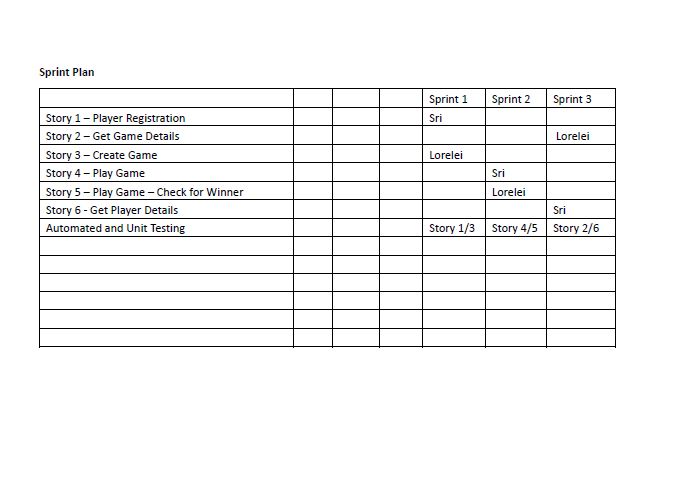 Sprint Plan
Sprint 1 Sprint 2 Sprint 3
Story 1 – Player Registration Sri
Story 2 – Get Game Details Lorelei
Story 3 – Create Game Lorelei
Story 4 – Play Game Sri
Story 5 – Play Game – Check for Winner Lorelei
Story 6 - Get Player Details Sri
Automated and Unit Testing Story 1/3 Story 4/5 Story 2/6